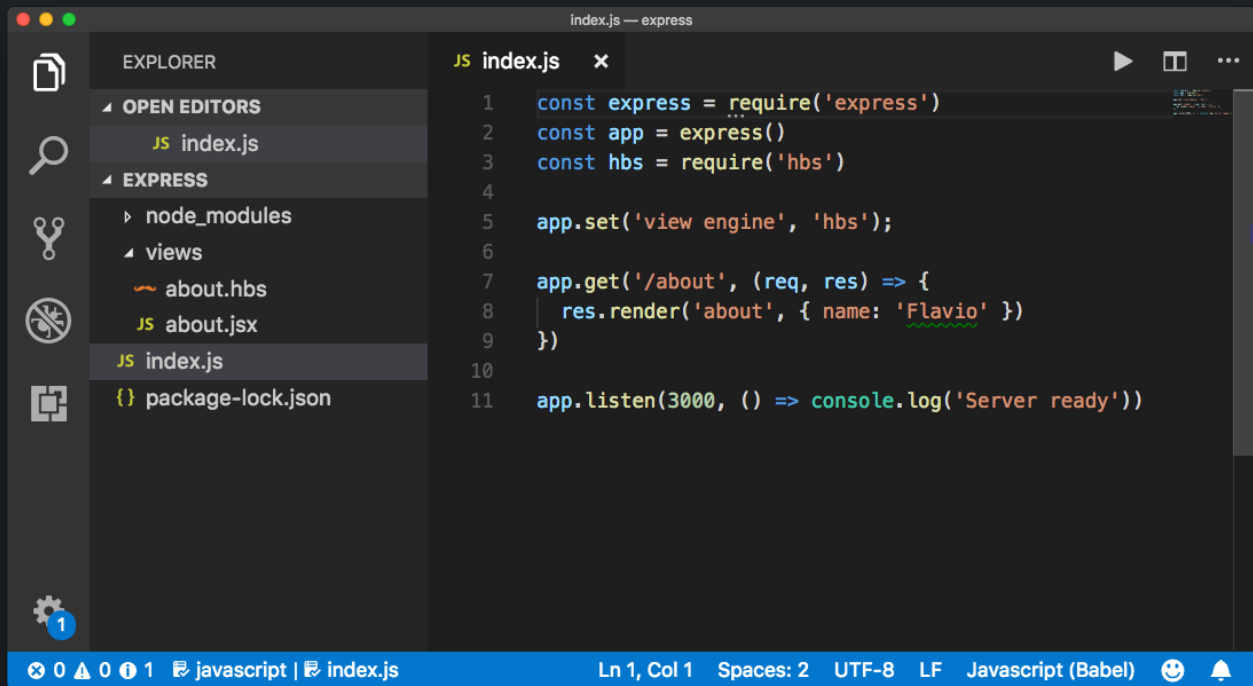 index.js — express
EXPLORER
OPEN EDITORS
JS index.js
EXPRESS
node_modules
views
about.hbs
JS about.jsx
JS index.js
{} package-lock.json
1
JS index.js ×
1 const express = require('express')
2 const app = express()
3 const hbs = require('hbs')
4
5 app.set('view engine', 'hbs');
6
7 app.get('/about', (req, res) => {
8   res.render('about', { name: 'Flavio' })
9 })
10
11 app.listen(3000, () => console.log('Server ready'))
0 0 1 javascript | index.js Ln 1, Col 1 Spaces: 2 UTF-8 LF Javascript (Babel)